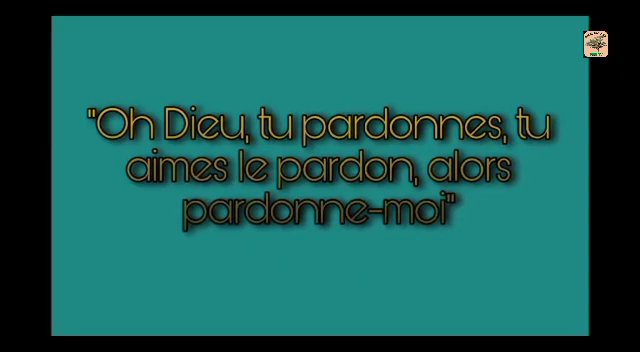 "Oh Dieu, tu pardonnes, tu
aimes le pardon, alors
pardonne-moi"